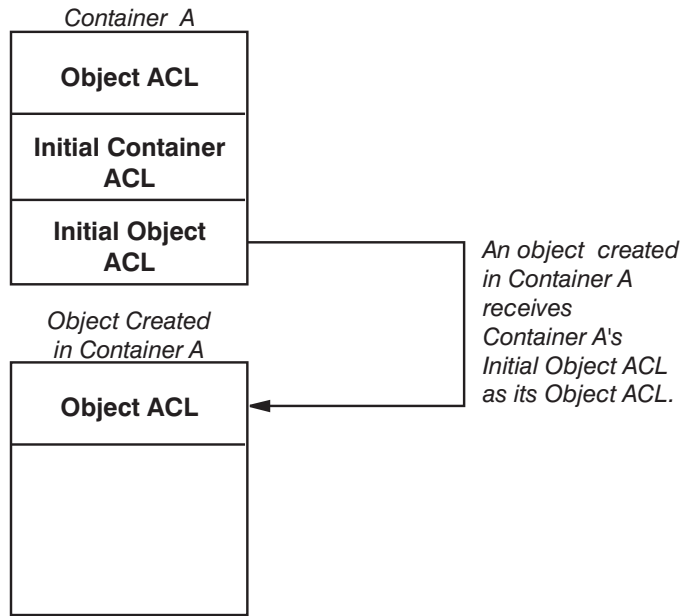 Container A
Object ACL
Initial Container
ACL
Initial Object
ACL
An object created
in Container A
receives
Container A's
Initial Object ACL
as its Object ACL.
Object Created
in Container A
Object ACL